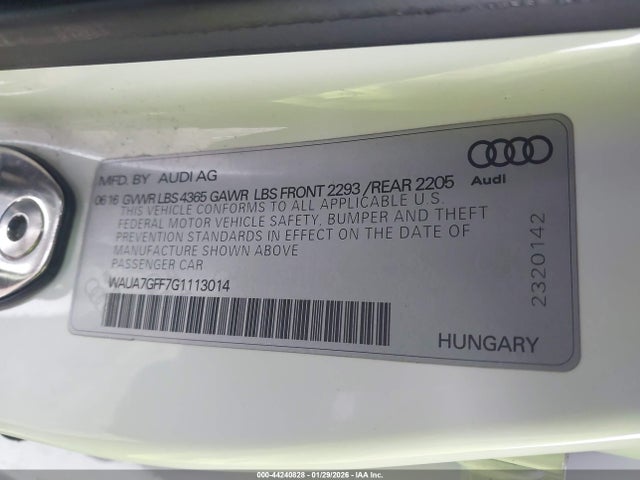 MFD. BY AUDI AG
06 16 GVWR LBS 4365 GAWR LBS FRONT 2293 /REAR 2205
THIS VEHICLE CONFORMS TO ALL APPLICABLE U.S.
FEDERAL MOTOR VEHICLE SAFETY, BUMPER AND THEFT
PREVENTION STANDARDS IN EFFECT ON THE DATE OF
MANUFACTURE SHOWN ABOVE
PASSENGER CAR
WAUA7GFF7G1113014
Audi
2320142
HUNGARY
000-44240828 - 01/29/2026 - IAA Inc.